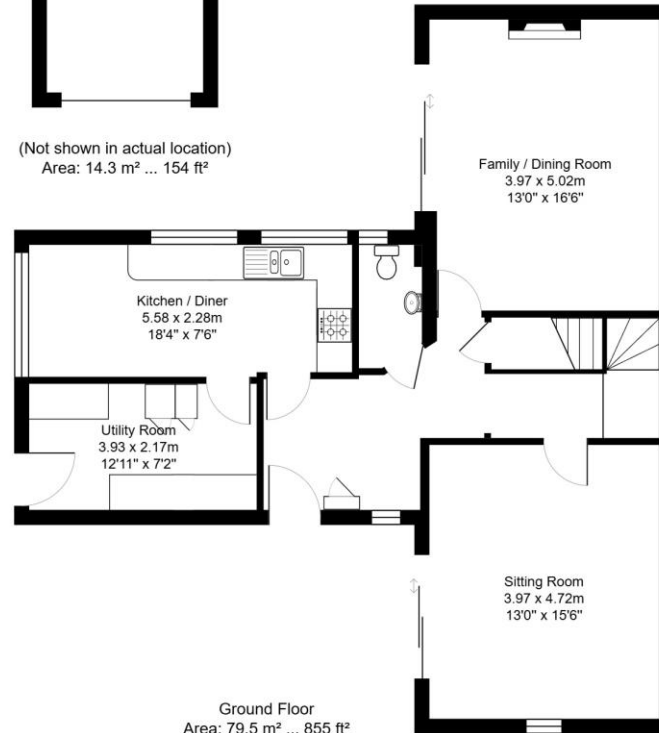 (Not shown in actual location)
Area: 14.3 m² ... 154 ft²
Family / Dining Room
3.97 x 5.02m
13'0" x 16'6"
Kitchen / Diner
5.58 x 2.28m
18'4" x 7'6"
Utility Room
3.93 x 2.17m
12'11" x 7'2"
Sitting Room
3.97 x 4.72m
13'0" x 15'6"
Ground Floor
Area: 79.5 m² ... 855 ft²